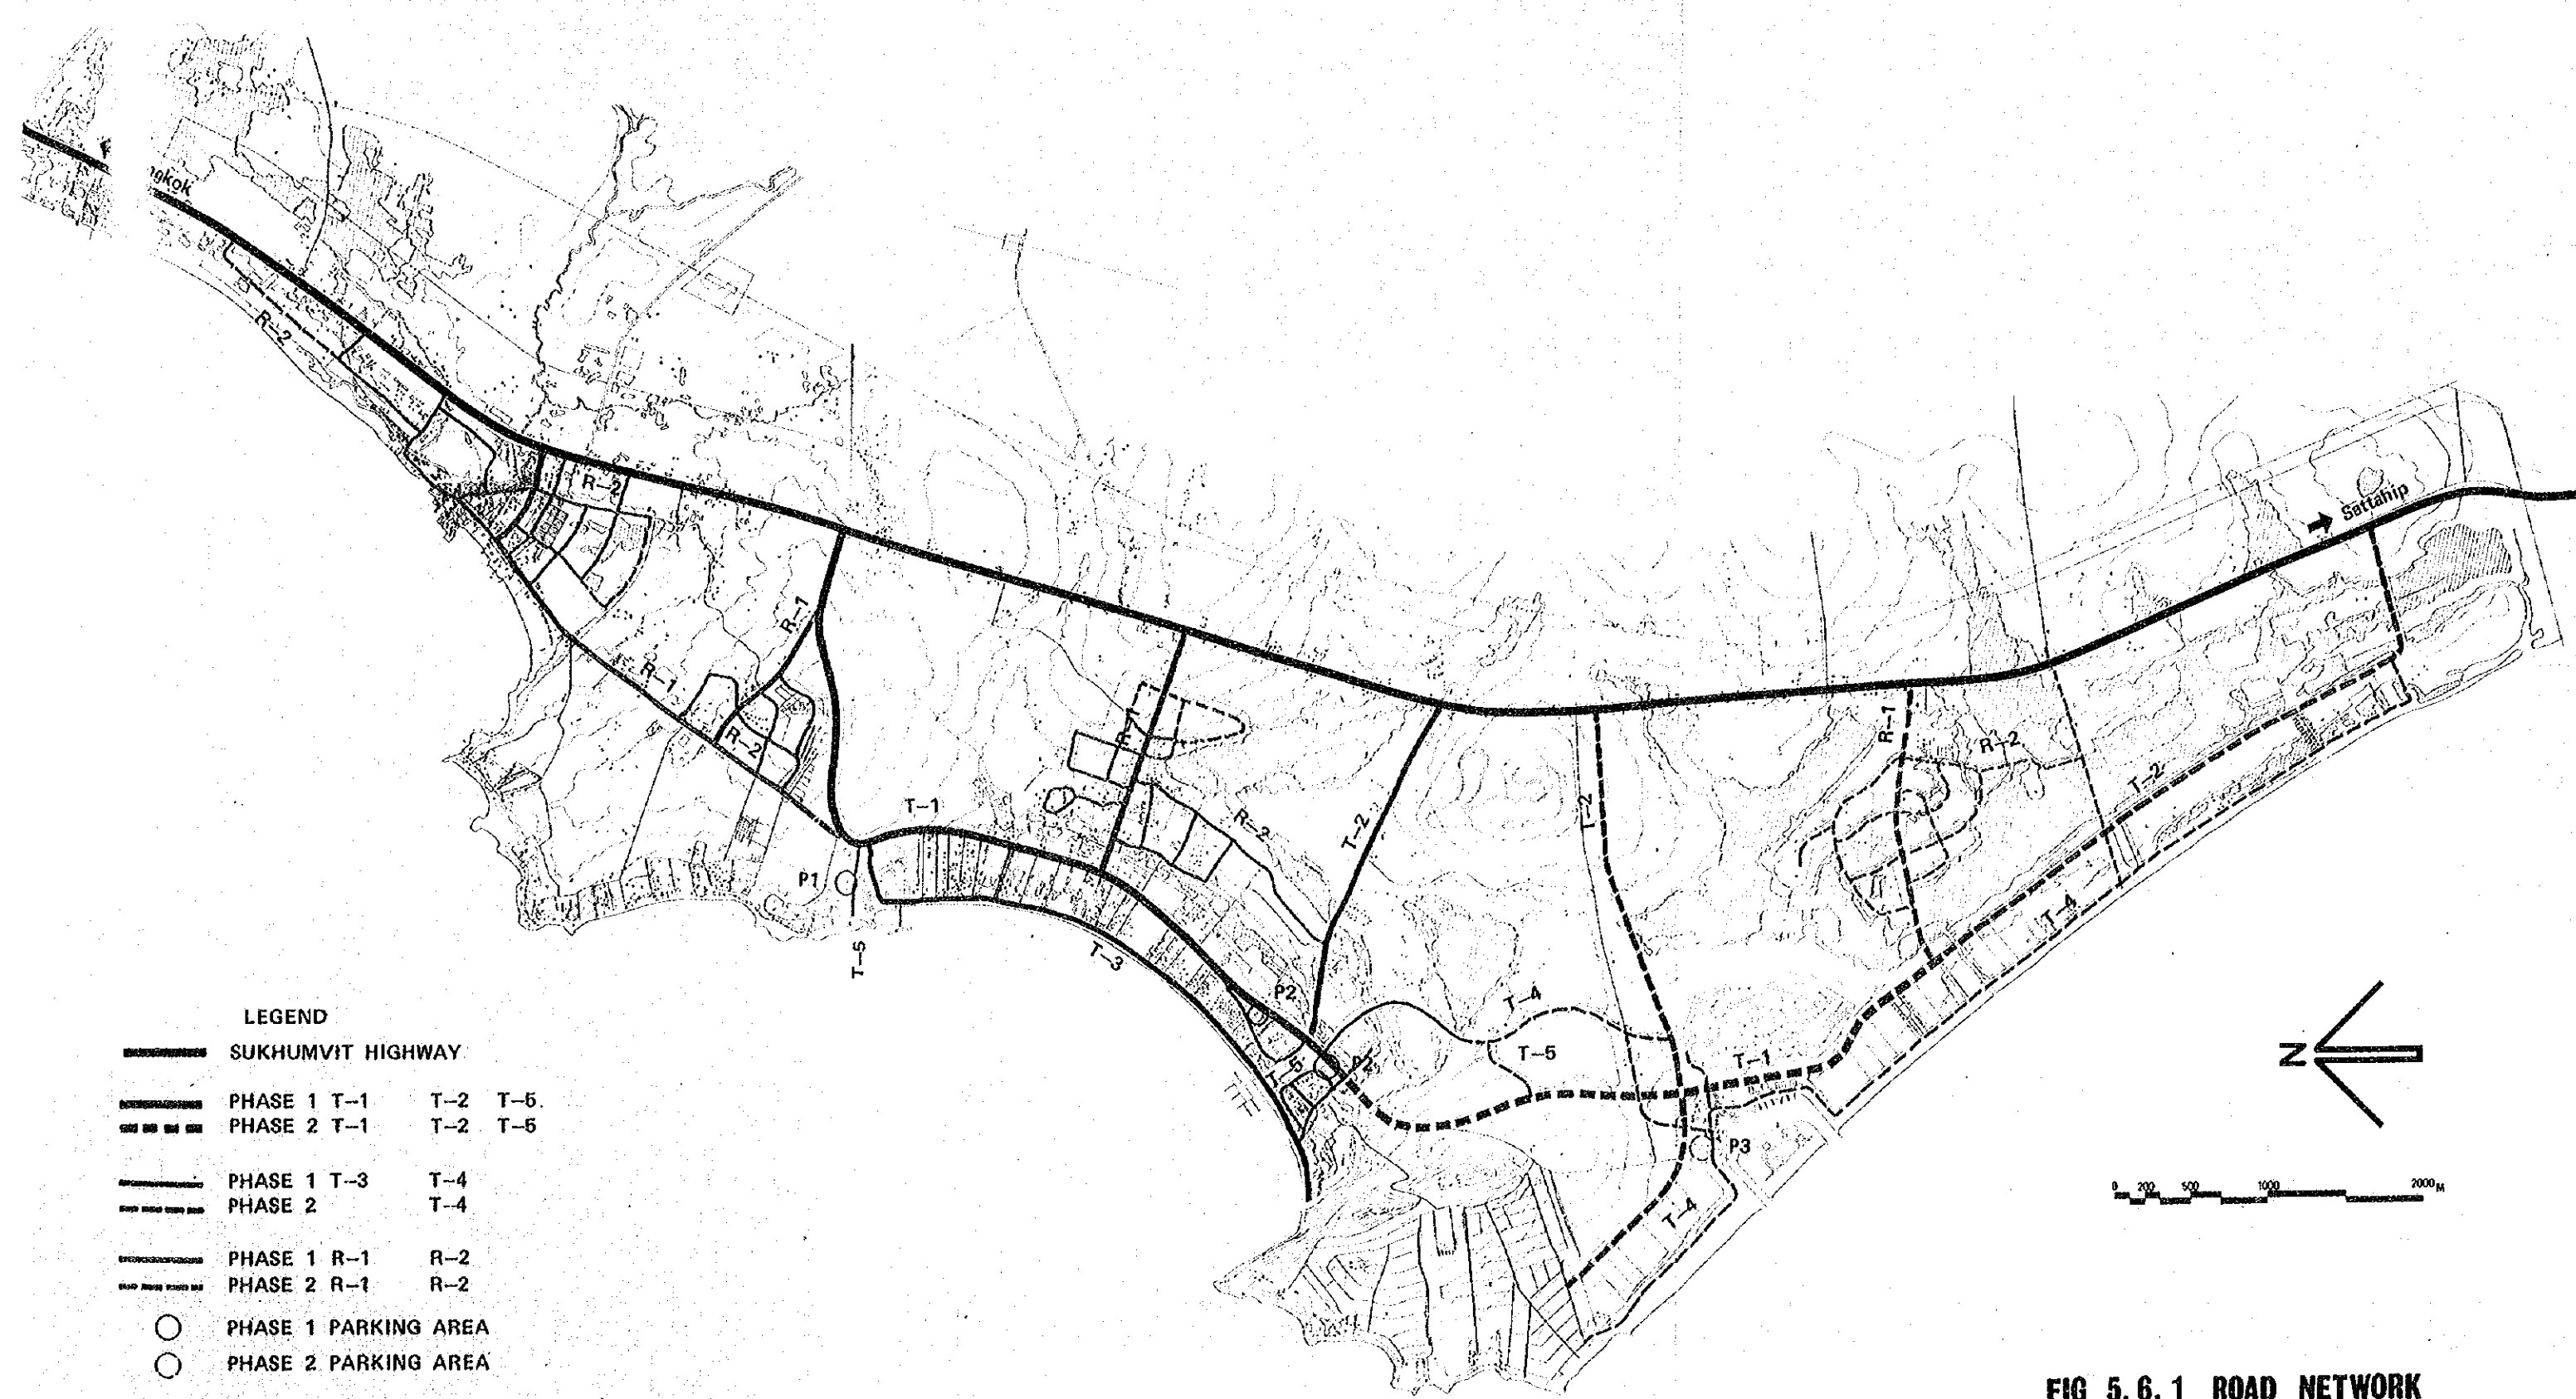 ngkok
R-2
R-2
Sattahip
R-1
R-1
R-2
R-1
R-2
T-1
R-2
T-2
T-2
R-1
R-2
T-2
P1
T-4
T-5
T-3
P2
T-4
T-5
T-1
P3
T-4
N
LEGEND
SUKHUMVIT HIGHWAY
PHASE 1 T-1 T-2 T-5.
PHASE 2 T-1 T-2 T-5
PHASE 1 T-3 T-4
PHASE 2 T-4
PHASE 1 R-1 R-2
PHASE 2 R-1 R-2
PHASE 1 PARKING AREA
PHASE 2 PARKING AREA
0 200 500 1000 2000 M
FIG 5.6.1 ROAD NETWORK